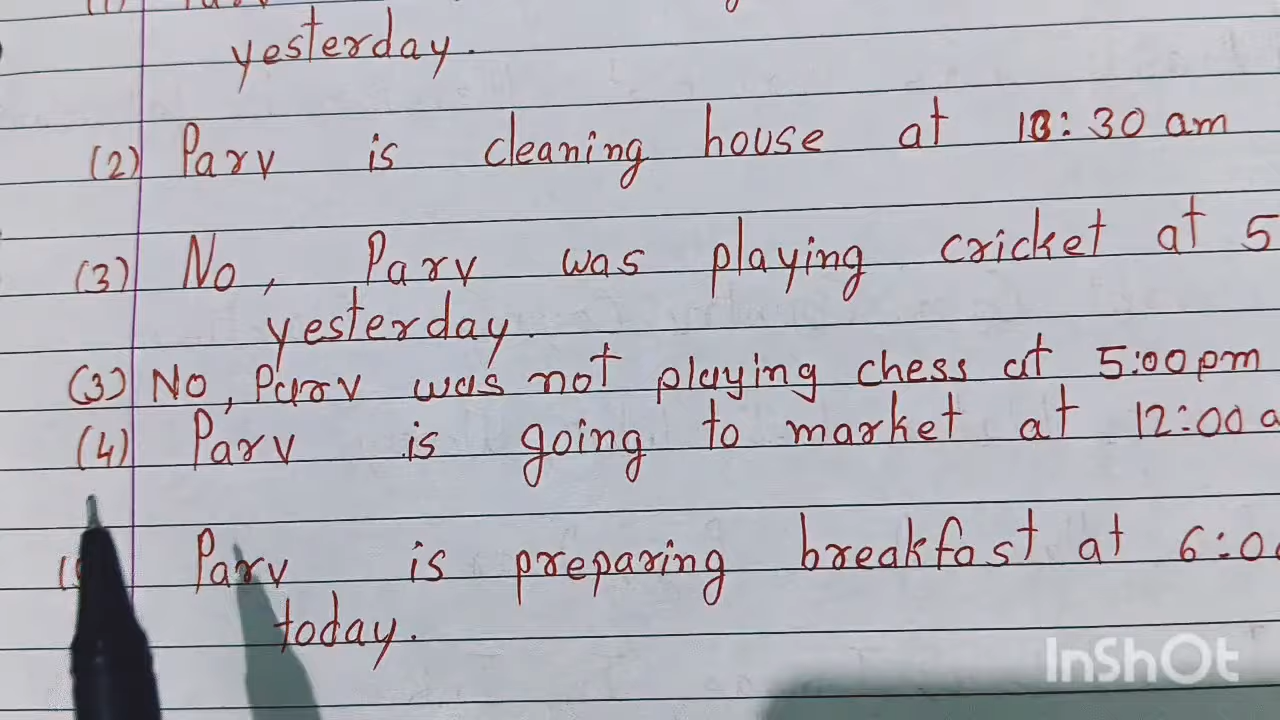 yesterday.
(2) Parv is cleaning house at 10:30 am
(3) No, Parv was playing cricket at 5
yesterday.
(3) No, Parv was not playing chess at 5:00pm
(4) Parv is going to market at 12:00 a
Parv is preparing breakfast at 6:0
today.
InShOt